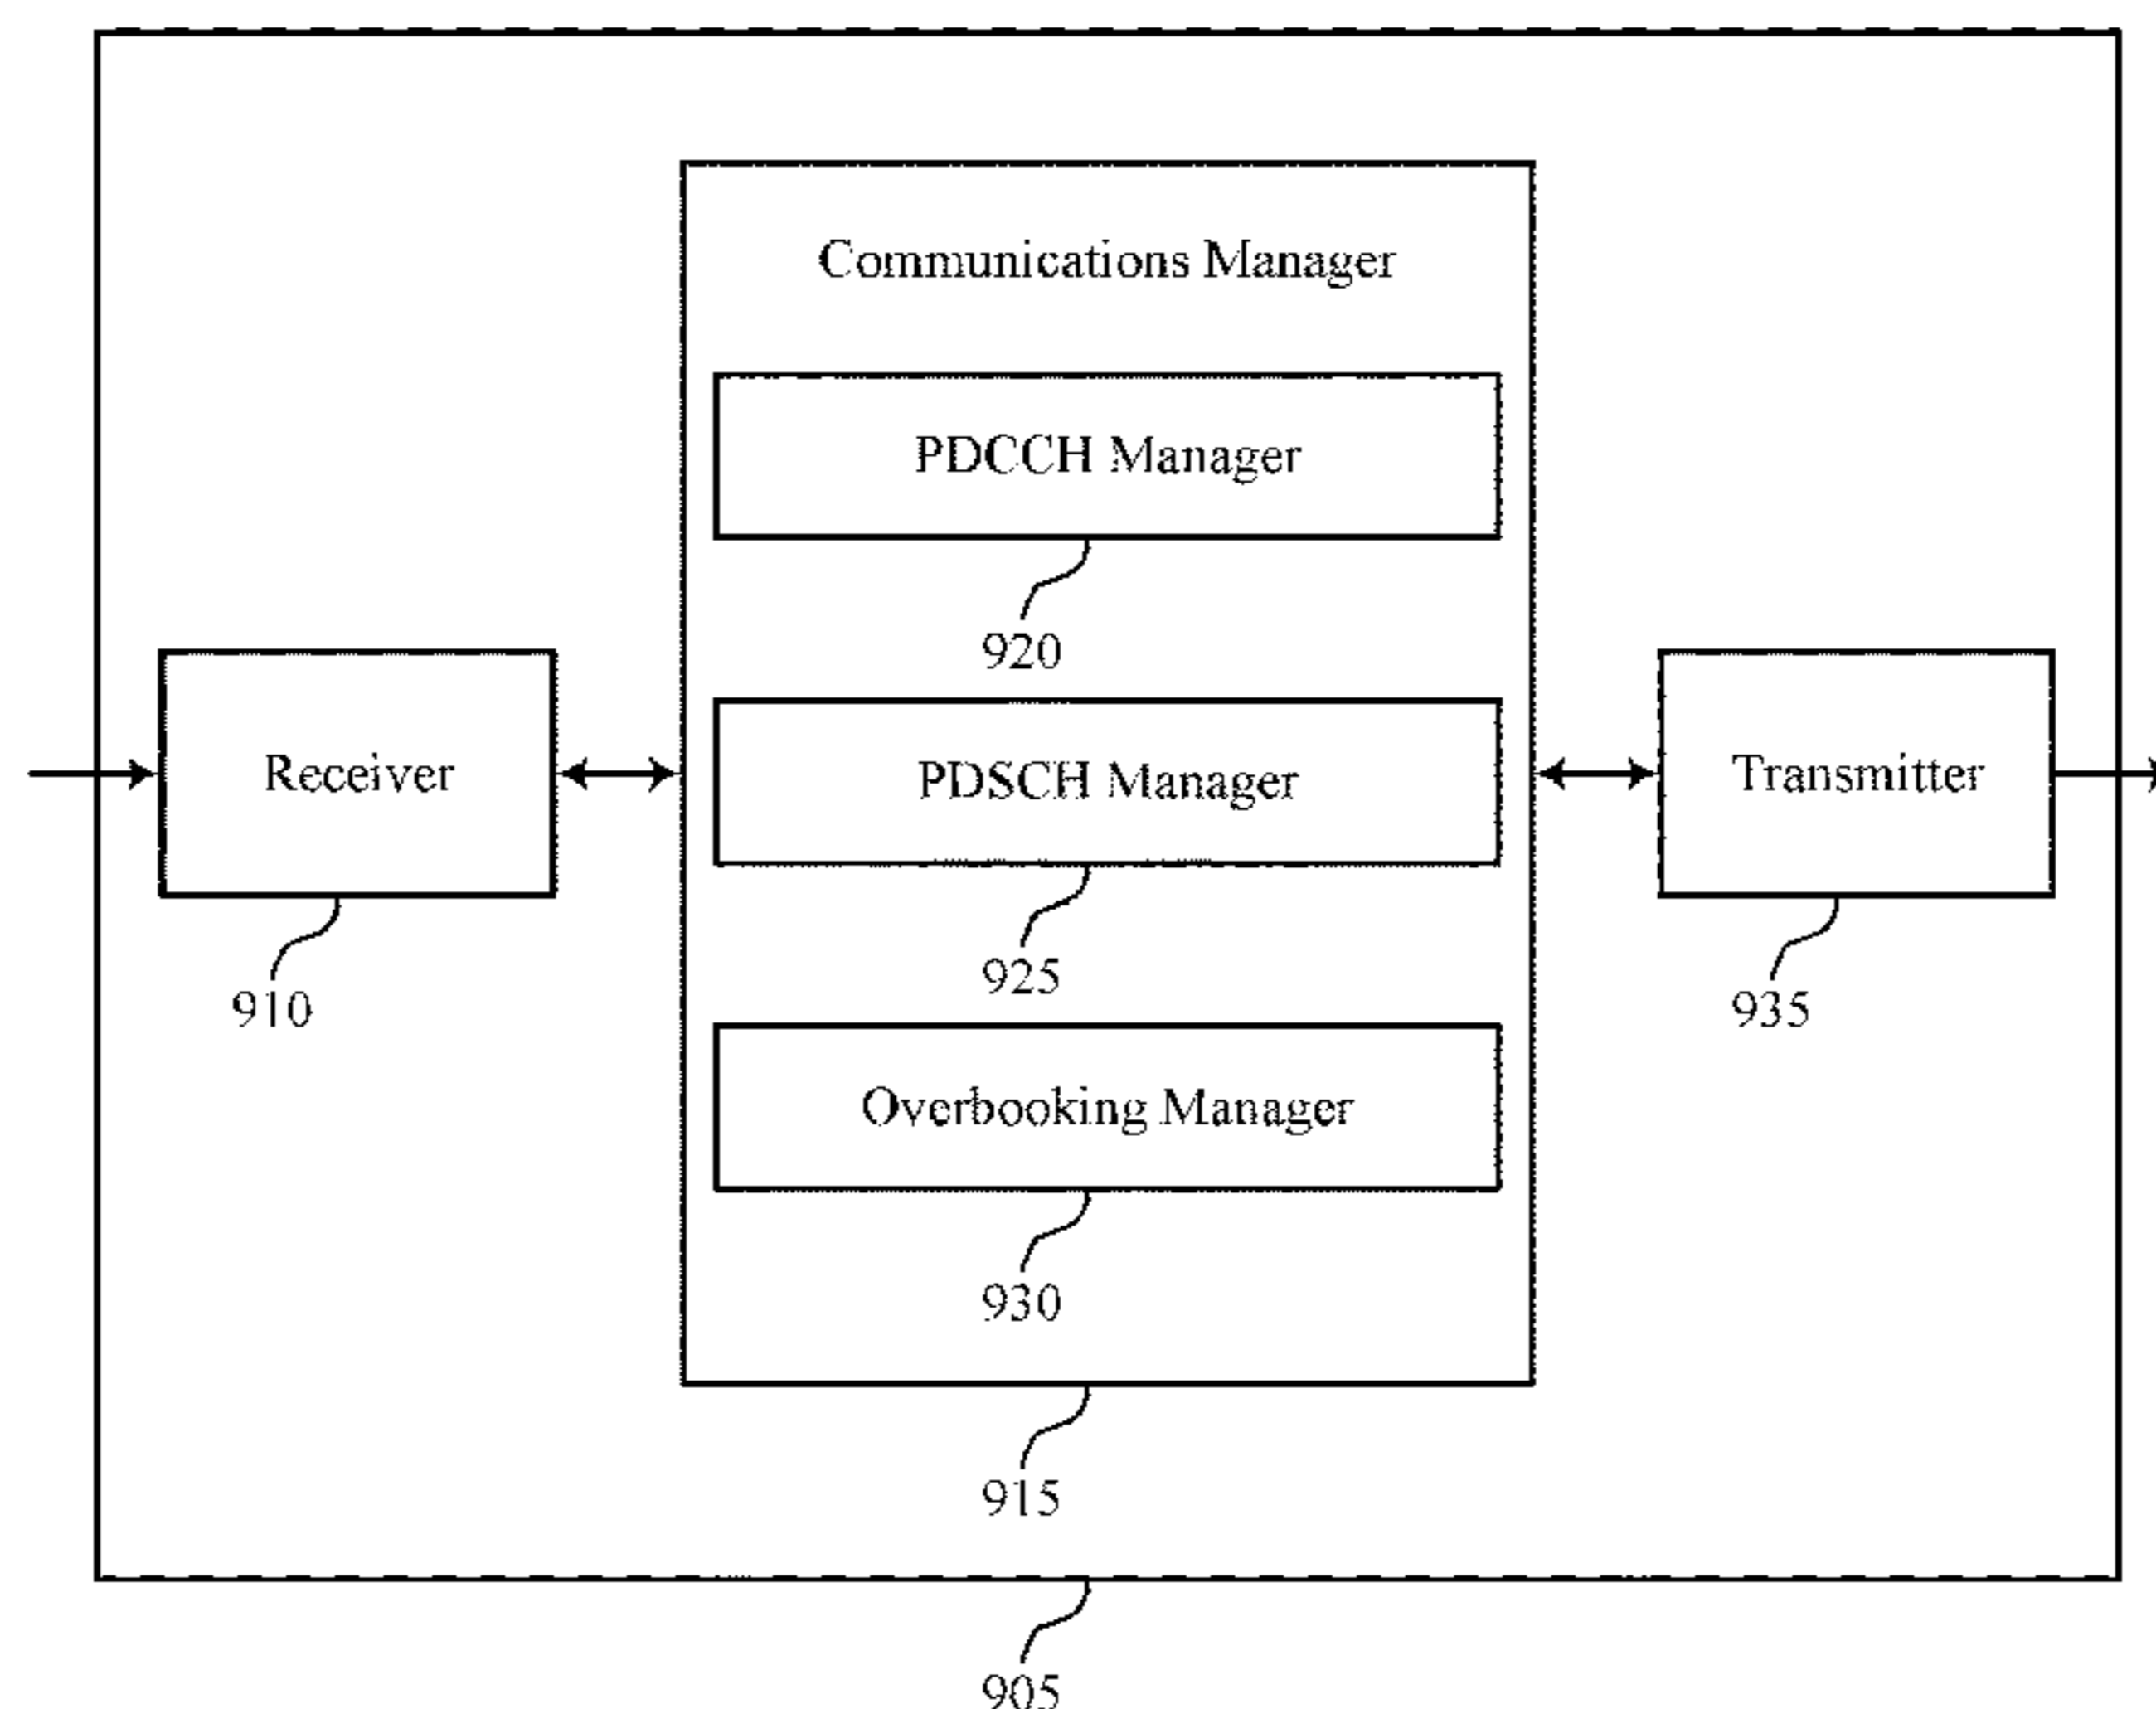 Communications Manager
PDCCH Manager
920
Receiver
PDSCH Manager
Transmitter
925
910
935
Overbooking Manager
930
915
905